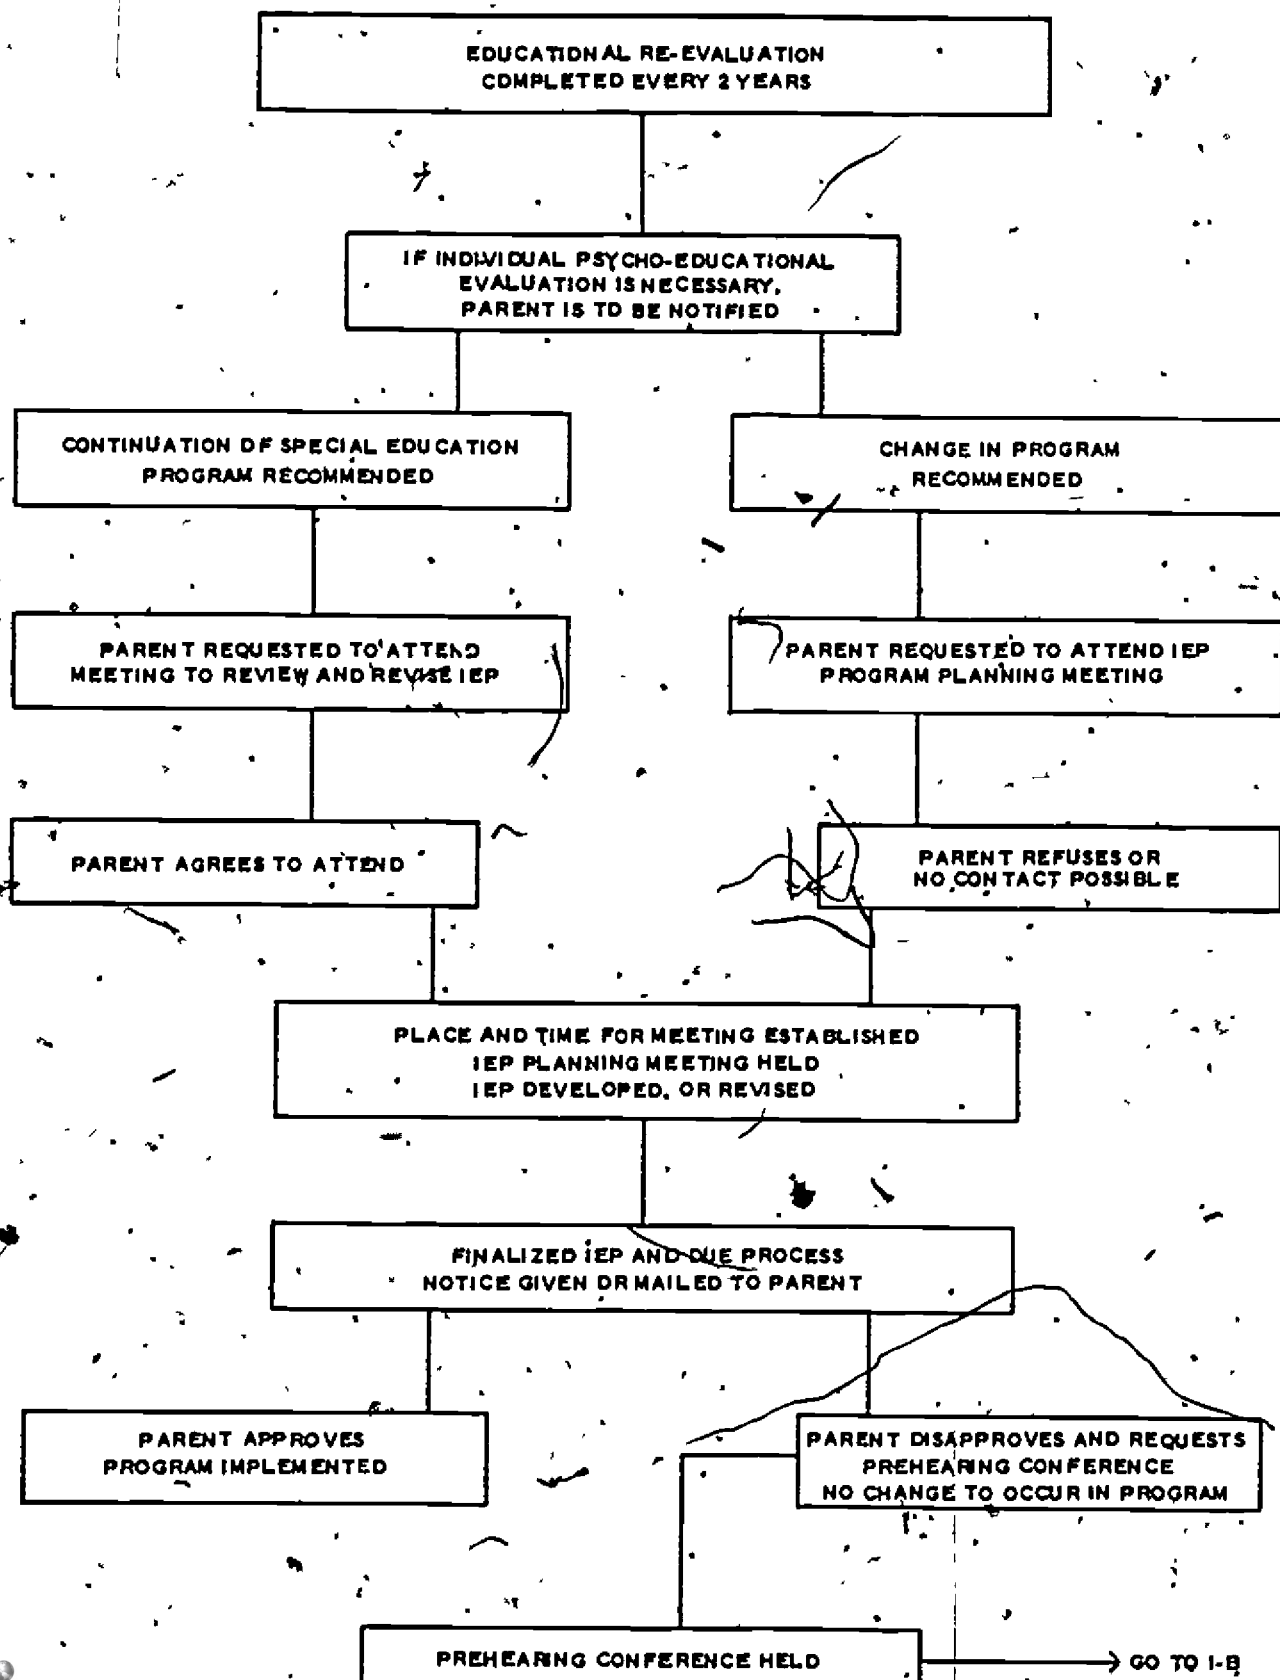 EDUCATIONAL RE-EVALUATION
COMPLETED EVERY 2 YEARS
IF INDIVIDUAL PSYCHO-EDUCATIONAL
EVALUATION IS NECESSARY,
PARENT IS TO BE NOTIFIED
CONTINUATION OF SPECIAL EDUCATION
PROGRAM RECOMMENDED
CHANGE IN PROGRAM
RECOMMENDED
PARENT REQUESTED TO ATTEND
MEETING TO REVIEW AND REVISE IEP
PARENT REQUESTED TO ATTEND IEP
PROGRAM PLANNING MEETING
PARENT AGREES TO ATTEND
PARENT REFUSES OR
NO CONTACT POSSIBLE
PLACE AND TIME FOR MEETING ESTABLISHED
IEP PLANNING MEETING HELD
IEP DEVELOPED, OR REVISED
FINALIZED IEP AND DUE PROCESS
NOTICE GIVEN OR MAILED TO PARENT
PARENT APPROVES
PROGRAM IMPLEMENTED
PARENT DISAPPROVES AND REQUESTS
PREHEARING CONFERENCE
NO CHANGE TO OCCUR IN PROGRAM
PREHEARING CONFERENCE HELD
GO TO I-B